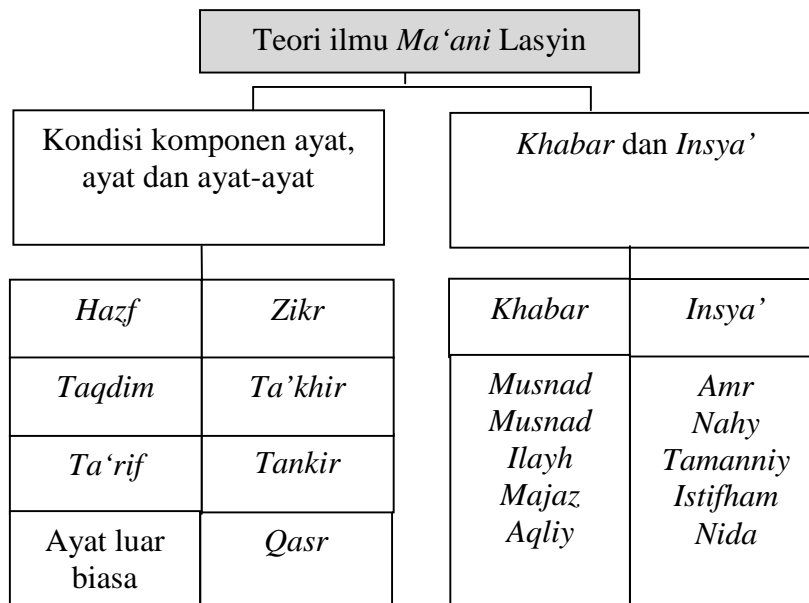 Teori ilmu Ma‘ani Lasyin
Kondisi komponen ayat,
ayat dan ayat-ayat
Khabar dan Insya’
Hazf
Zikr
Khabar
Insya’
Taqdim
Ta’khir
Ta‘rif
Tankir
Ayat luar
biasa
Qasr
Musnad
Musnad
Ilayh
Majaz
Aqliy
Amr
Nahy
Tamanniy
Istifham
Nida